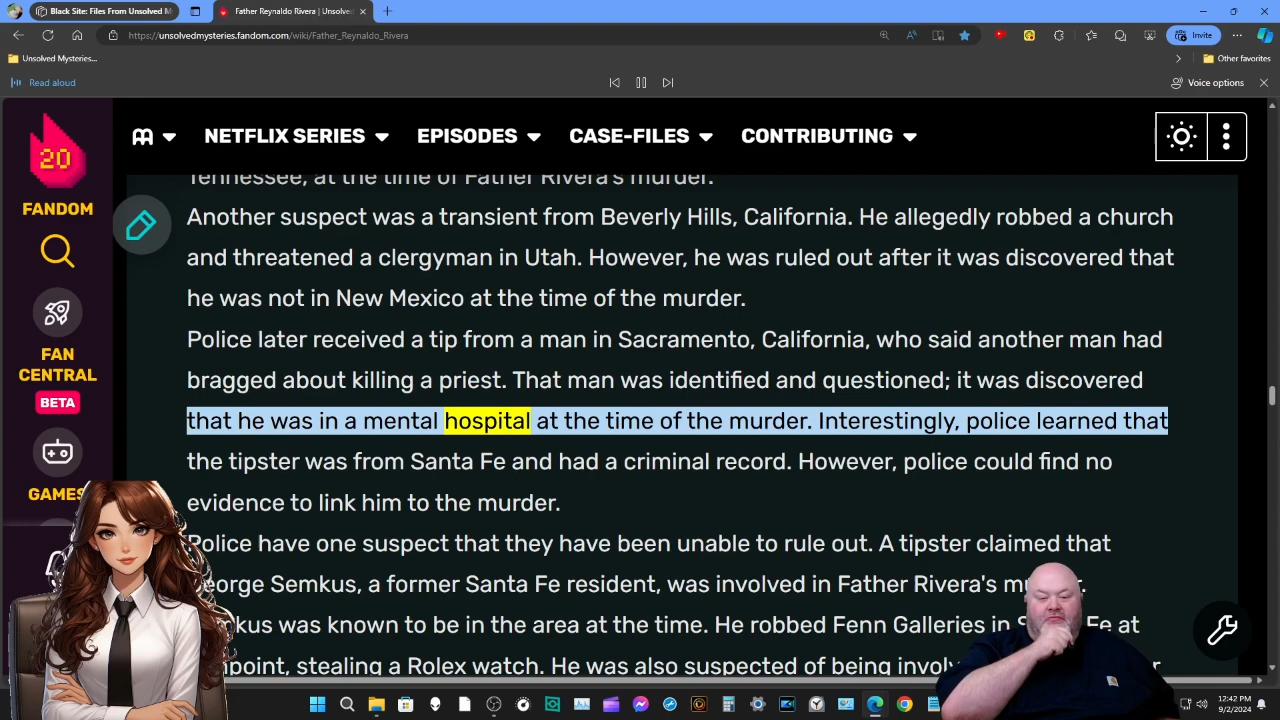 Black Site: Files From Unsolved M
Father Reynaldo Rivera | Unsolved
https://unsolvedmysteries.fandom.com/wiki/Father_Reynaldo_Rivera
Invite
Unsolved Mysteries...
Other favorites
Read aloud
Voice options
20
FANDOM
NETFLIX SERIES
EPISODES
CASE-FILES
CONTRIBUTING
FAN
CENTRAL
BETA
GAMES
Tennessee, at the time of Father Rivera's murder.
Another suspect was a transient from Beverly Hills, California. He allegedly robbed a church
and threatened a clergyman in Utah. However, he was ruled out after it was discovered that
he was not in New Mexico at the time of the murder.
Police later received a tip from a man in Sacramento, California, who said another man had
bragged about killing a priest. That man was identified and questioned; it was discovered
that he was in a mental hospital at the time of the murder. Interestingly, police learned that
the tipster was from Santa Fe and had a criminal record. However, police could find no
evidence to link him to the murder.
Police have one suspect that they have been unable to rule out. A tipster claimed that
George Semkus, a former Santa Fe resident, was involved in Father Rivera's
Semkus was known to be in the area at the time. He robbed Fenn Galleries in Fe at
stealing a Rolex watch. He was also suspected of being
12:42 PM
9/2/2024